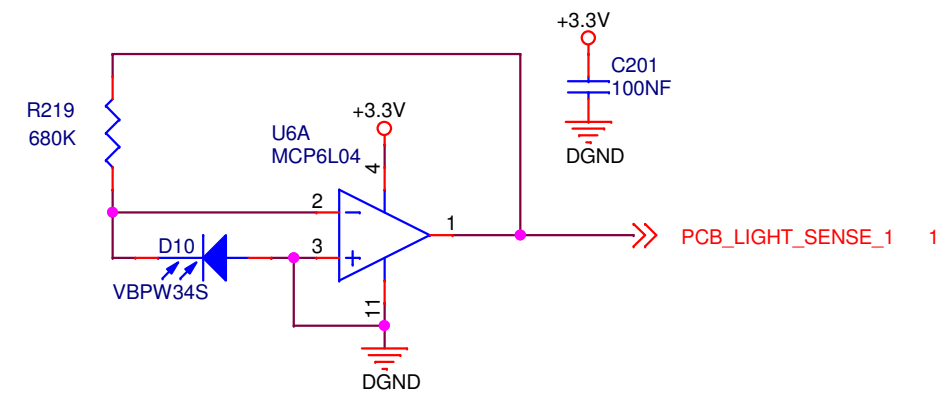 +3.3V
C201
100NF
DGND
R219
680K
+3.3V
U6A
MCP6L04
4
2
1
3
D10
VBPW34S
11
DGND
PCB_LIGHT_SENSE_1 1